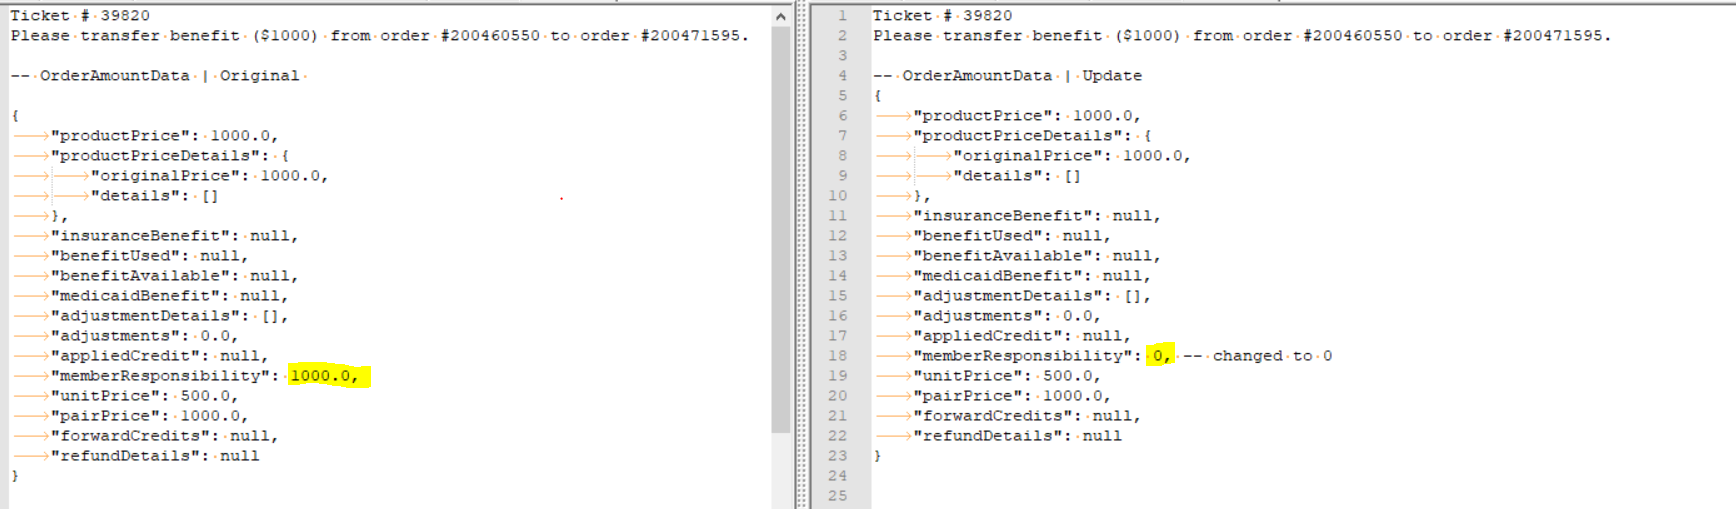 Ticket # 39820
Please transfer benefit ($1000) from order #200460550 to order #200471595.
-- OrderAmountData | Original
{
"productPrice": 1000.0,
"productPriceDetails": {
"originalPrice": 1000.0,
"details": []
},
"insuranceBenefit": null,
"benefitUsed": null,
"benefitAvailable": null,
"medicaidBenefit": null,
"adjustmentDetails": [],
"adjustments": 0.0,
"appliedCredit": null,
"memberResponsibility": 1000.0,
"unitPrice": 500.0,
"pairPrice": 1000.0,
"forwardCredits": null,
"refundDetails": null
}
1 Ticket # 39820
2 Please transfer benefit ($1000) from order #200460550 to order #200471595.
3
4 -- OrderAmountData | Update
5 {
6 "productPrice": 1000.0,
7 "productPriceDetails": {
8 "originalPrice": 1000.0,
9 "details": []
10 },
11 "insuranceBenefit": null,
12 "benefitUsed": null,
13 "benefitAvailable": null,
14 "medicaidBenefit": null,
15 "adjustmentDetails": [],
16 "adjustments": 0.0,
17 "appliedCredit": null,
18 "memberResponsibility": 0, -- changed to 0
19 "unitPrice": 500.0,
20 "pairPrice": 1000.0,
21 "forwardCredits": null,
22 "refundDetails": null
23 }
24
25